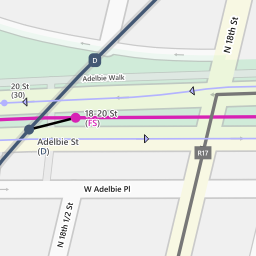 N 18th St
D
Adelbie Walk
20 St
(30)
18-20 St
(FS)
Adelbie St
(D)
R17
W Adelbie Pl
N 18th 1/2 St